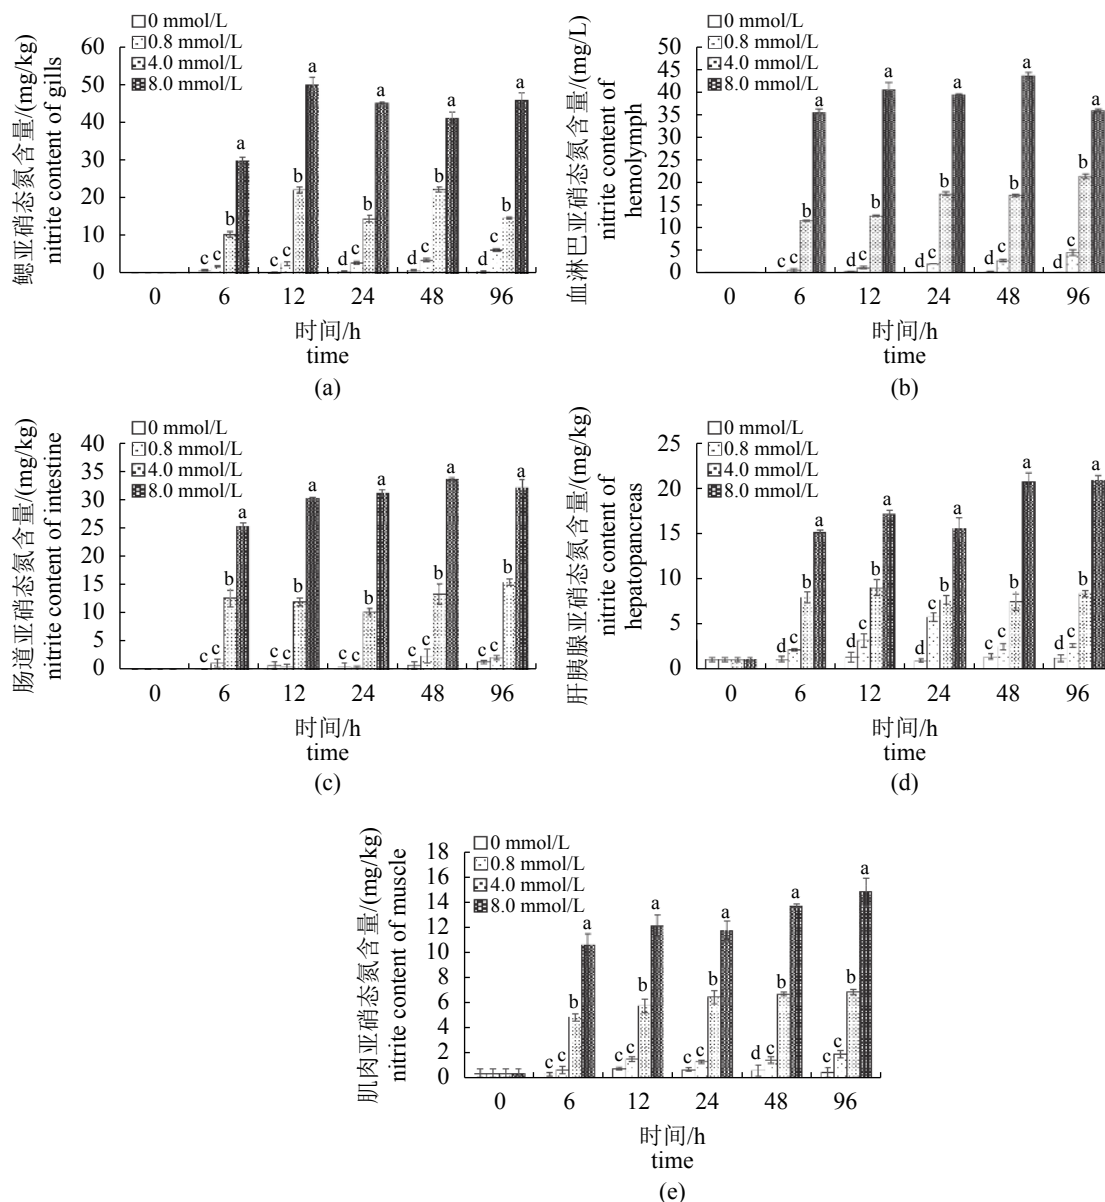 0 mmol/L
0.8 mmol/L
4.0 mmol/L
8.0 mmol/L
鳃亚硝态氮含量/(mg/kg)
nitrite content of gills
60
50
40
30
20
10
0
c c b a
c c b a
d c b a
d c b a
d c b a
0 6 12 24 48 96
时间/h
time
(a)
0 mmol/L
0.8 mmol/L
4.0 mmol/L
8.0 mmol/L
血淋巴亚硝态氮含量/(mg/L)
nitrite content of
hemolymph
50
45
40
35
30
25
20
15
10
5
0
c c b a
d c b a
d c b a
d c b a
d c b a
0 6 12 24 48 96
时间/h
time
(b)
0 mmol/L
0.8 mmol/L
4.0 mmol/L
8.0 mmol/L
肠道亚硝态氮含量/(mg/kg)
nitrite content of intestine
40
35
30
25
20
15
10
5
0
c c b a
c c b a
c c b a
c c b a
c c b a
0 6 12 24 48 96
时间/h
time
(c)
0 mmol/L
0.8 mmol/L
4.0 mmol/L
8.0 mmol/L
肝胰腺亚硝态氮含量/(mg/kg)
nitrite content of
hepatopancreas
25
20
15
10
5
0
d c b a
d c b a
d c b a
c c b a
c c b a
0 6 12 24 48 96
时间/h
time
(d)
0 mmol/L
0.8 mmol/L
4.0 mmol/L
8.0 mmol/L
肌肉亚硝态氮含量/(mg/kg)
nitrite content of muscle
18
16
14
12
10
8
6
4
2
0
c c b a
c c b a
c c b a
d c b a
c c b a
0 6 12 24 48 96
时间/h
time
(e)